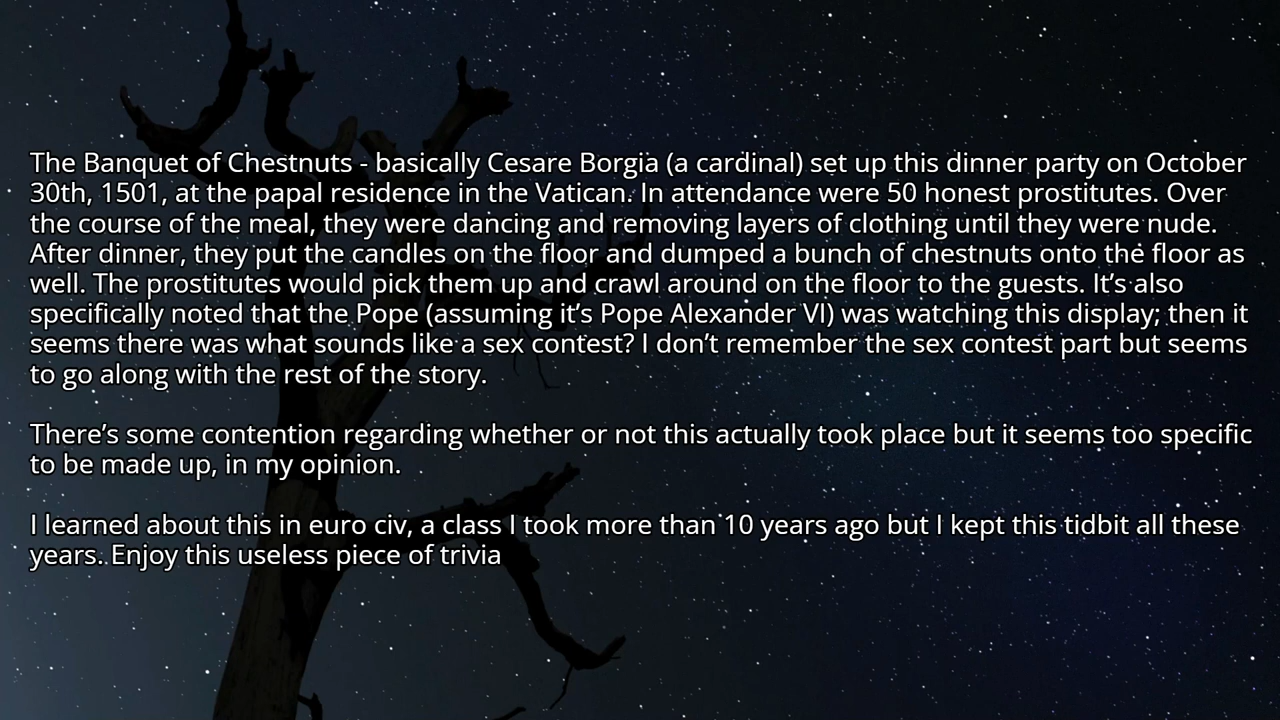 The Banquet of Chestnuts - basically Cesare Borgia (a cardinal) set up this dinner party on October
30th, 1501, at the papal residence in the Vatican. In attendance were 50 honest prostitutes. Over
the course of the meal, they were dancing and removing layers of clothing until they were nude.
After dinner, they put the candles on the floor and dumped a bunch of chestnuts onto the floor as
well. The prostitutes would pick them up and crawl around on the floor to the guests. It’s also
specifically noted that the Pope (assuming it’s Pope Alexander VI) was watching this display; then it
seems there was what sounds like a sex contest? I don’t remember the sex contest part but seems
to go along with the rest of the story.
There’s some contention regarding whether or not this actually took place but it seems too specific
to be made up, in my opinion.
I learned about this in euro civ, a class I took more than 10 years ago but I kept this tidbit all these
years. Enjoy this useless piece of trivia